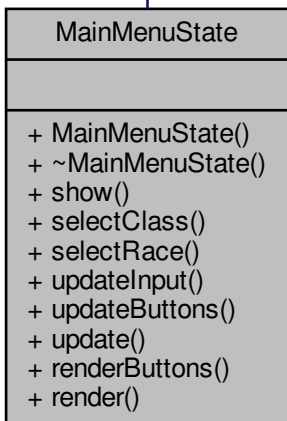 MainMenuState
+ MainMenuState()
+ ~MainMenuState()
+ show()
+ selectClass()
+ selectRace()
+ updateInput()
+ updateButtons()
+ update()
+ renderButtons()
+ render()